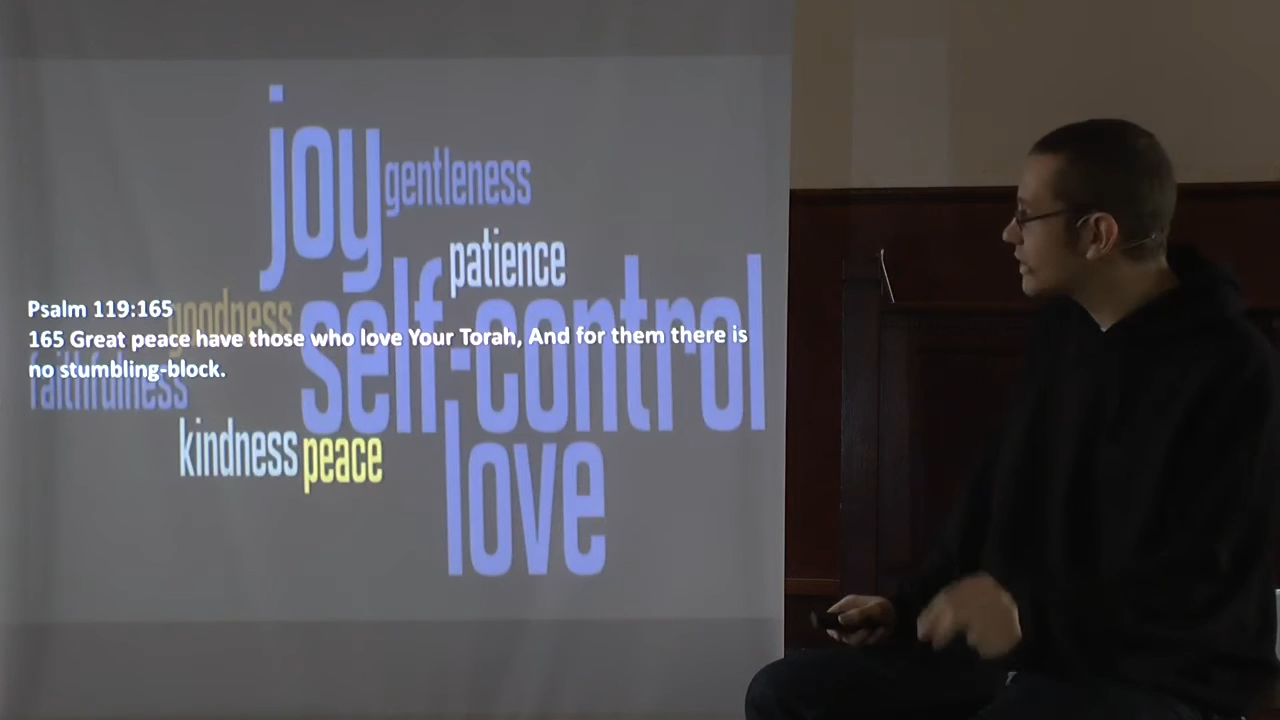 joy
gentleness
patience
goodness
self-control
faithfulness
kindness
peace
love
Psalm 119:165
165 Great peace have those who love Your Torah, And for them there is
no stumbling-block.